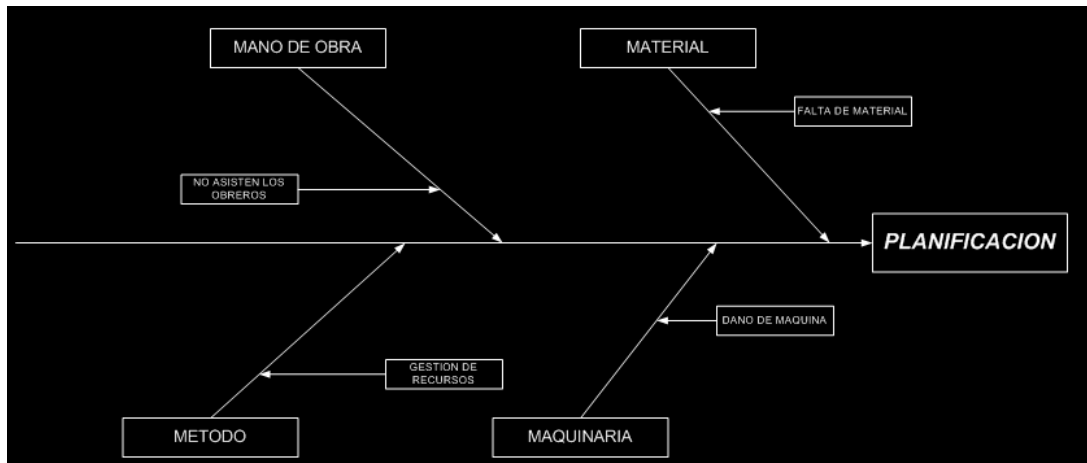 MANO DE OBRA
MATERIAL
FALTA DE MATERIAL
NO ASISTEN LOS
OBREROS
PLANIFICACION
DANO DE MAQUINA
GESTION DE
RECURSOS
METODO
MAQUINARIA